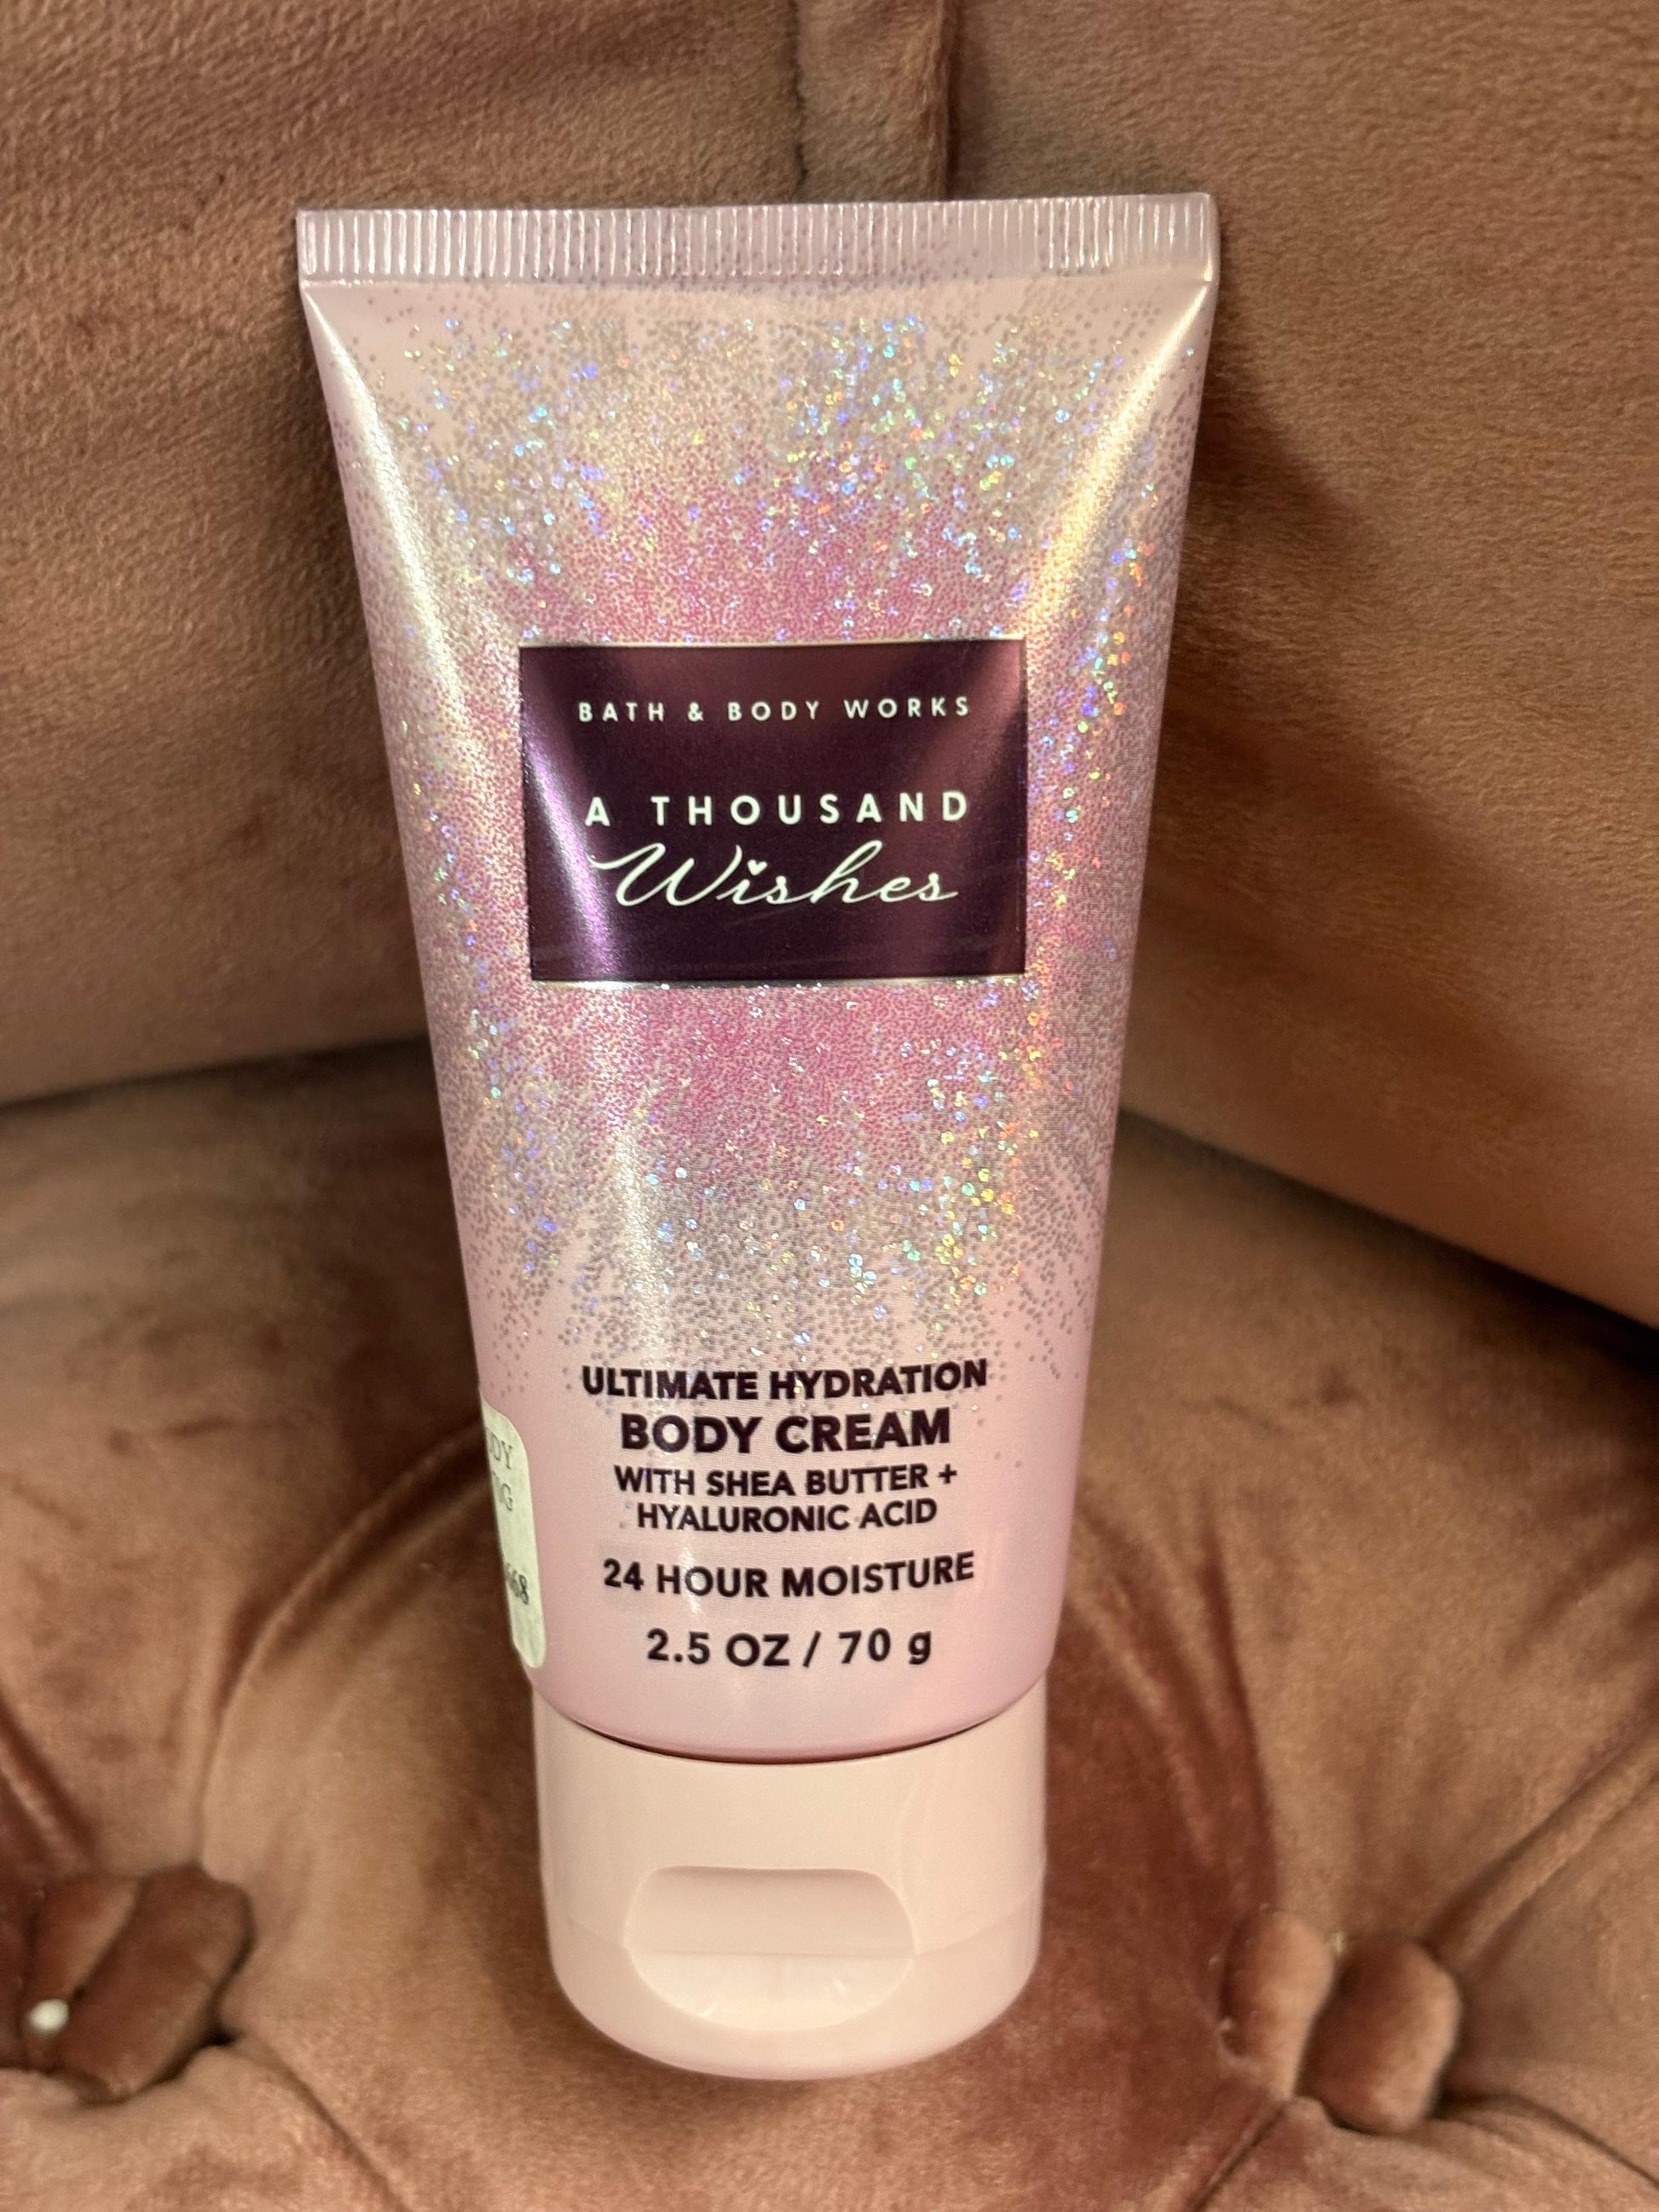 BATH & BODY WORKS
A THOUSAND
Wishes
ULTIMATE HYDRATION
BODY CREAM
WITH SHEA BUTTER +
HYALURONIC ACID
24 HOUR MOISTURE
2.5 OZ / 70 g